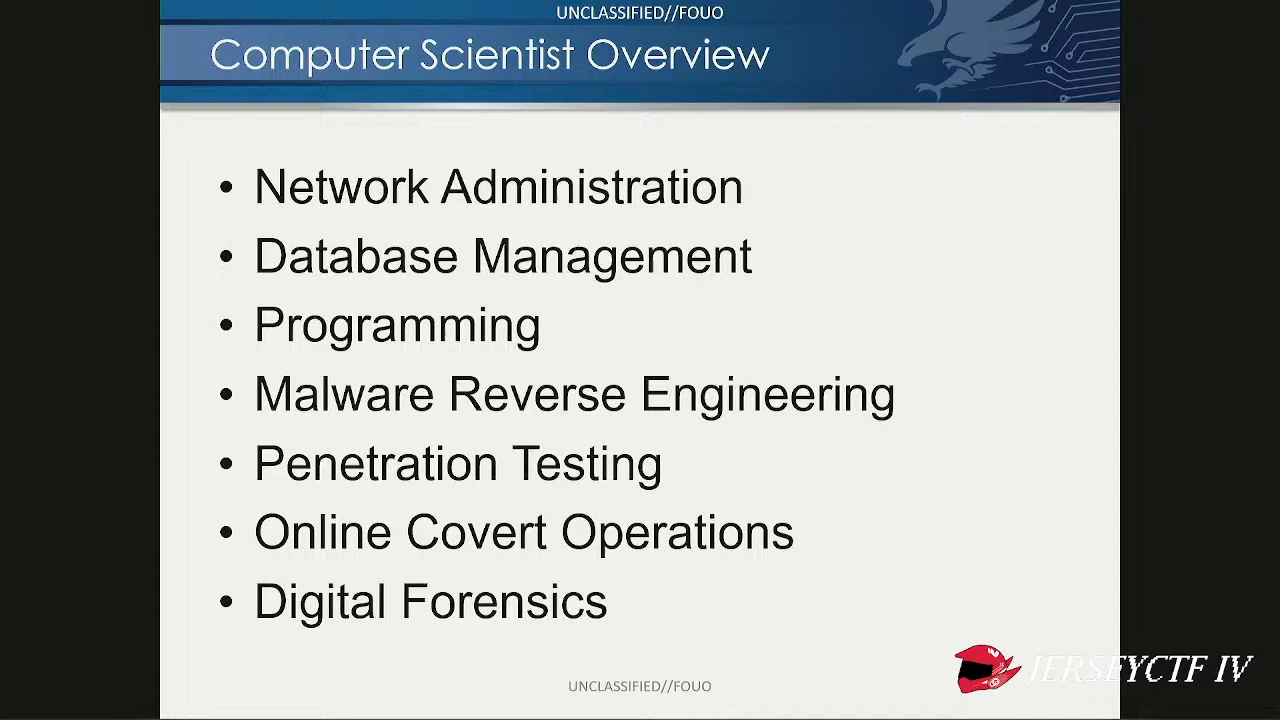 UNCLASSIFIED//FOUO
Computer Scientist Overview
• Network Administration
• Database Management
• Programming
• Malware Reverse Engineering
• Penetration Testing
• Online Covert Operations
• Digital Forensics
JERSEYCTF IV
UNCLASSIFIED//FOUO